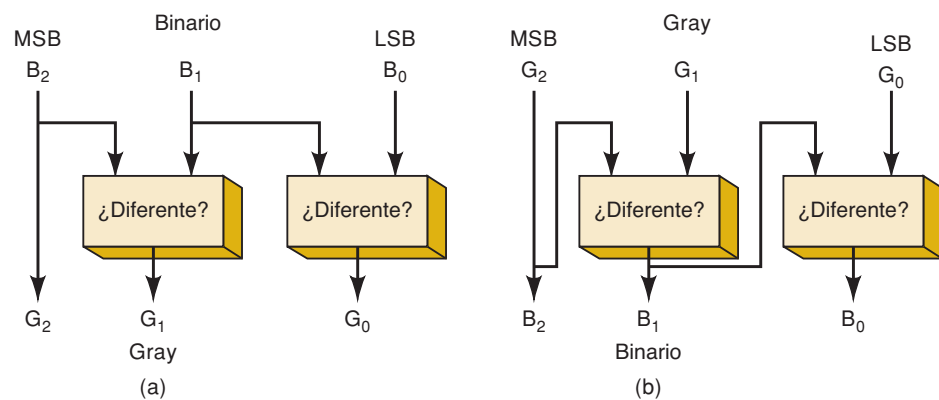 Binario
MSB
LSB
B2
B1
B0
¿Diferente?
¿Diferente?
G2
G1
G0
Gray
(a)
Gray
MSB
LSB
G2
G1
G0
¿Diferente?
¿Diferente?
B2
B1
B0
Binario
(b)